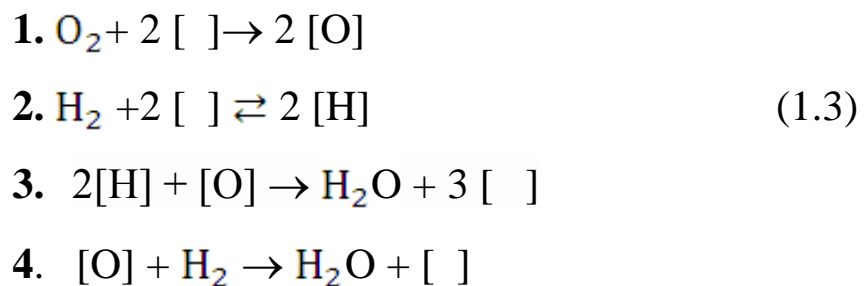 1. O₂+ 2 [ ]→ 2 [O]
2. H₂ +2 [ ] ⇄ 2 [H] (1.3)
3. 2[H] + [O] → H₂O + 3 [ ]
4. [O] + H₂ → H₂O + [ ]